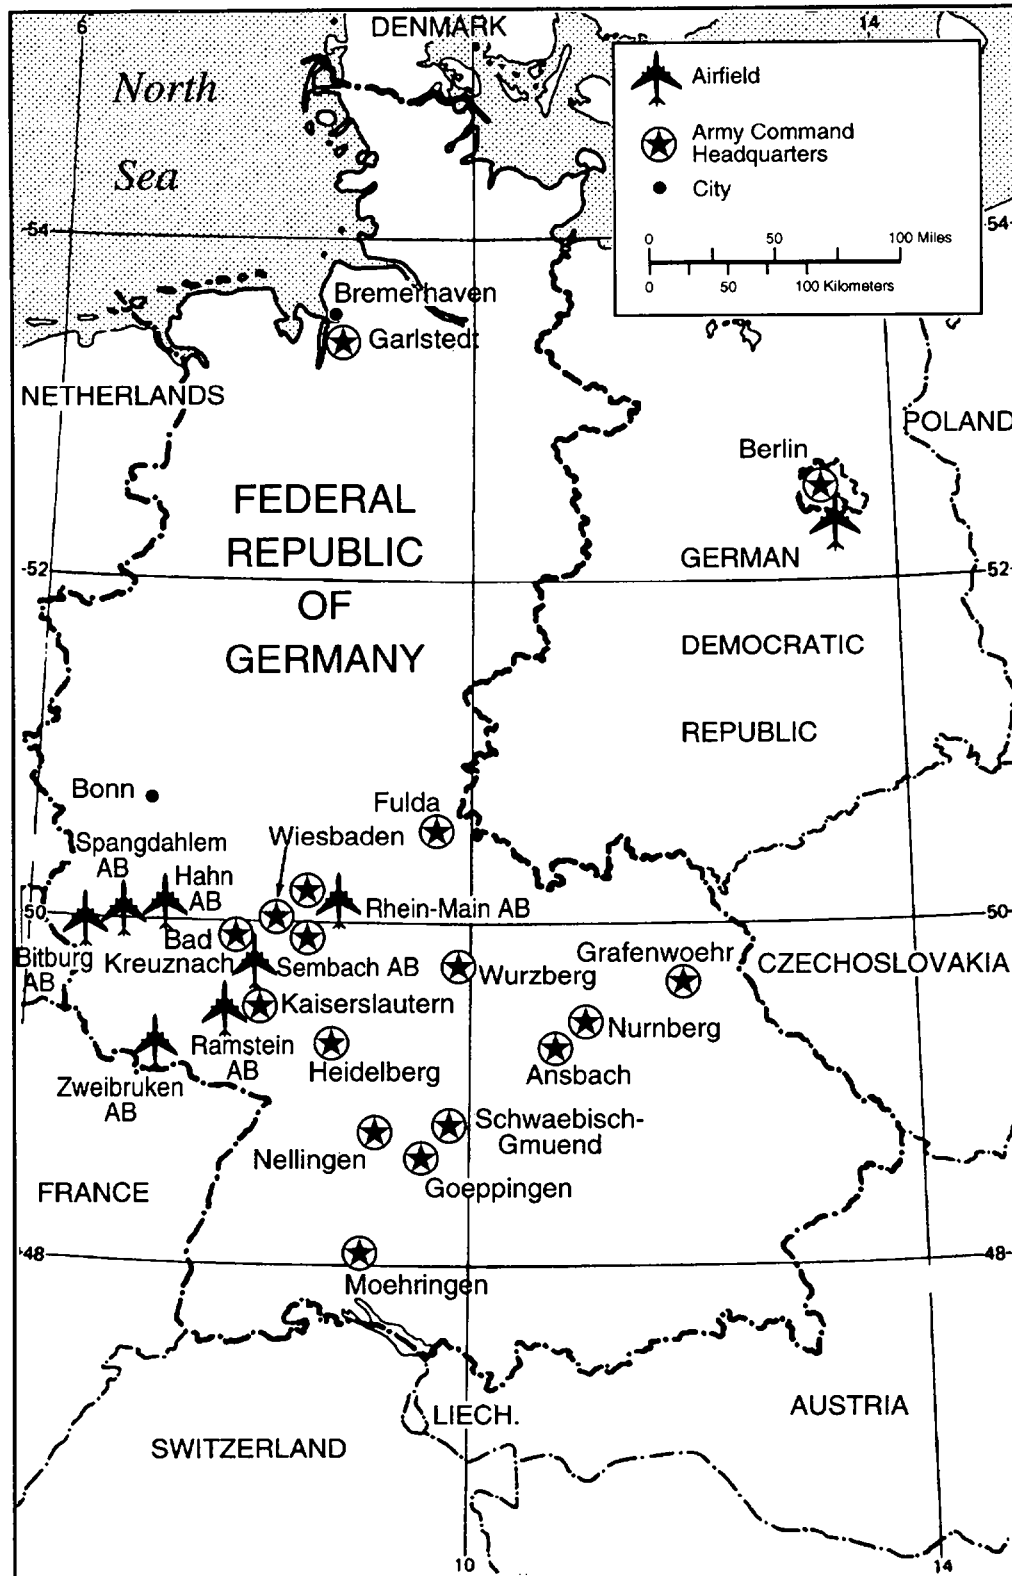 6
DENMARK
14
North
Sea
Airfield
Army Command
Headquarters
City
0 50 100 Miles
0 50 100 Kilometers
54
54
Bremerhaven
Garlstedt
NETHERLANDS
POLAND
Berlin
FEDERAL
REPUBLIC
OF
GERMANY
GERMAN
DEMOCRATIC
REPUBLIC
52
52
Bonn
Fulda
Wiesbaden
Spangdahlem
AB
Hahn
AB
50
50
Rhein-Main AB
Bitburg
AB
Bad
Kreuznach
Sembach AB
Wurzberg
Grafenwoehr
CZECHOSLOVAKIA
Kaiserslautern
Nurnberg
Ramstein
AB
Heidelberg
Ansbach
Zweibruken
AB
Schwaebisch-
Gmuend
Nellingen
Goeppingen
FRANCE
48
48
Moehringen
LIECH.
AUSTRIA
SWITZERLAND
10
14